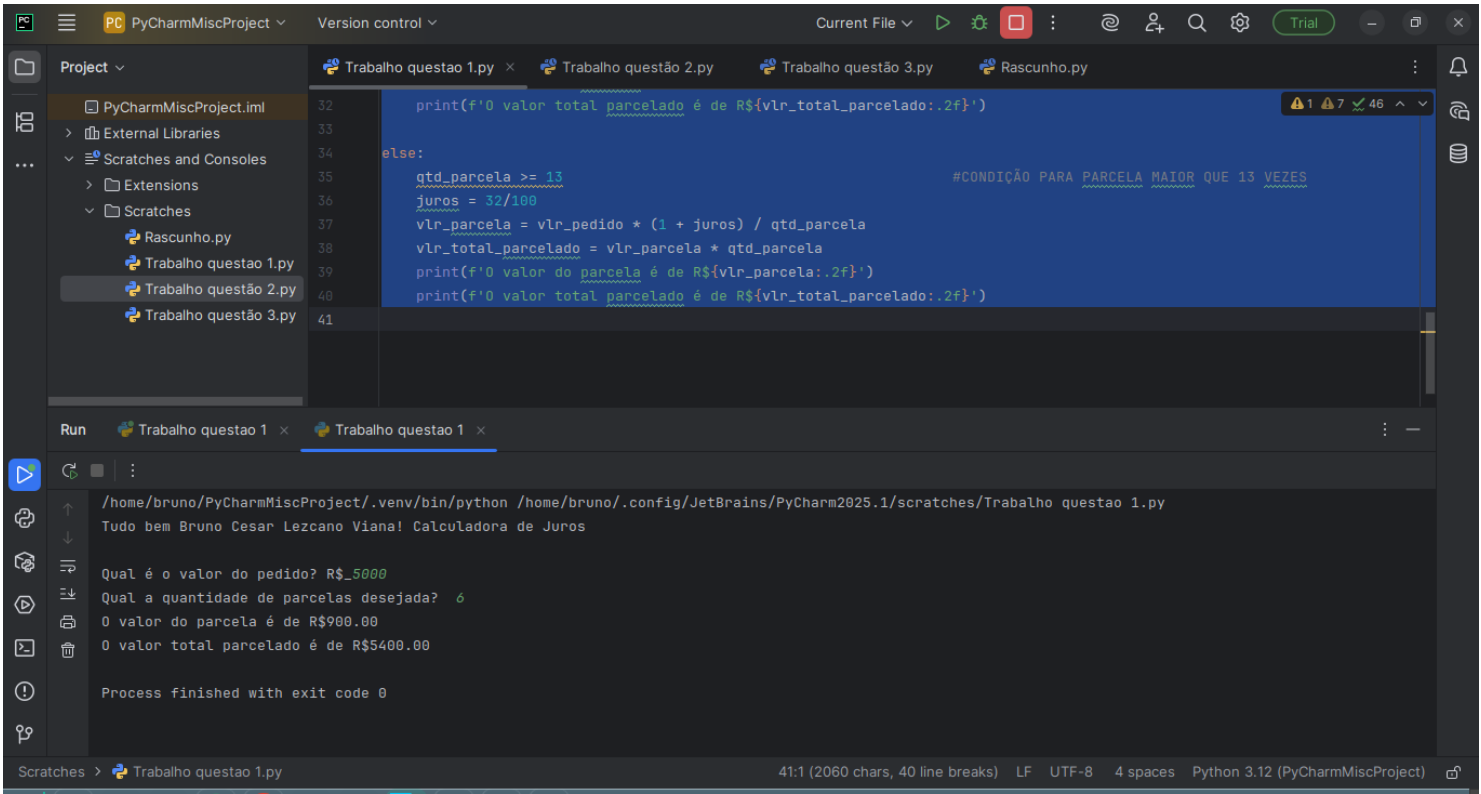 PC PyCharmMiscProject Version control Current File Trial
Project
Trabalho questao 1.py Trabalho questão 2.py Trabalho questão 3.py Rascunho.py
PyCharmMiscProject.iml
External Libraries
Scratches and Consoles
Extensions
Scratches
Rascunho.py
Trabalho questao 1.py
Trabalho questão 2.py
Trabalho questão 3.py
1 7 46
32 print(f'O valor total parcelado é de R${vlr_total_parcelado:.2f}')
33
34 else:
35 qtd_parcela >= 13 #CONDIÇÃO PARA PARCELA MAIOR QUE 13 VEZES
36 juros = 32/100
37 vlr_parcela = vlr_pedido * (1 + juros) / qtd_parcela
38 vlr_total_parcelado = vlr_parcela * qtd_parcela
39 print(f'O valor do parcela é de R${vlr_parcela:.2f}')
40 print(f'O valor total parcelado é de R${vlr_total_parcelado:.2f}')
41
Run Trabalho questao 1 Trabalho questao 1
/home/bruno/PyCharmMiscProject/.venv/bin/python /home/bruno/.config/JetBrains/PyCharm2025.1/scratches/Trabalho questao 1.py
Tudo bem Bruno Cesar Lezcano Viana! Calculadora de Juros
Qual é o valor do pedido? R$_5000
Qual a quantidade de parcelas desejada? 6
O valor do parcela é de R$900.00
O valor total parcelado é de R$5400.00
Process finished with exit code 0
Scratches > Trabalho questao 1.py 41:1 (2060 chars, 40 line breaks) LF UTF-8 4 spaces Python 3.12 (PyCharmMiscProject)